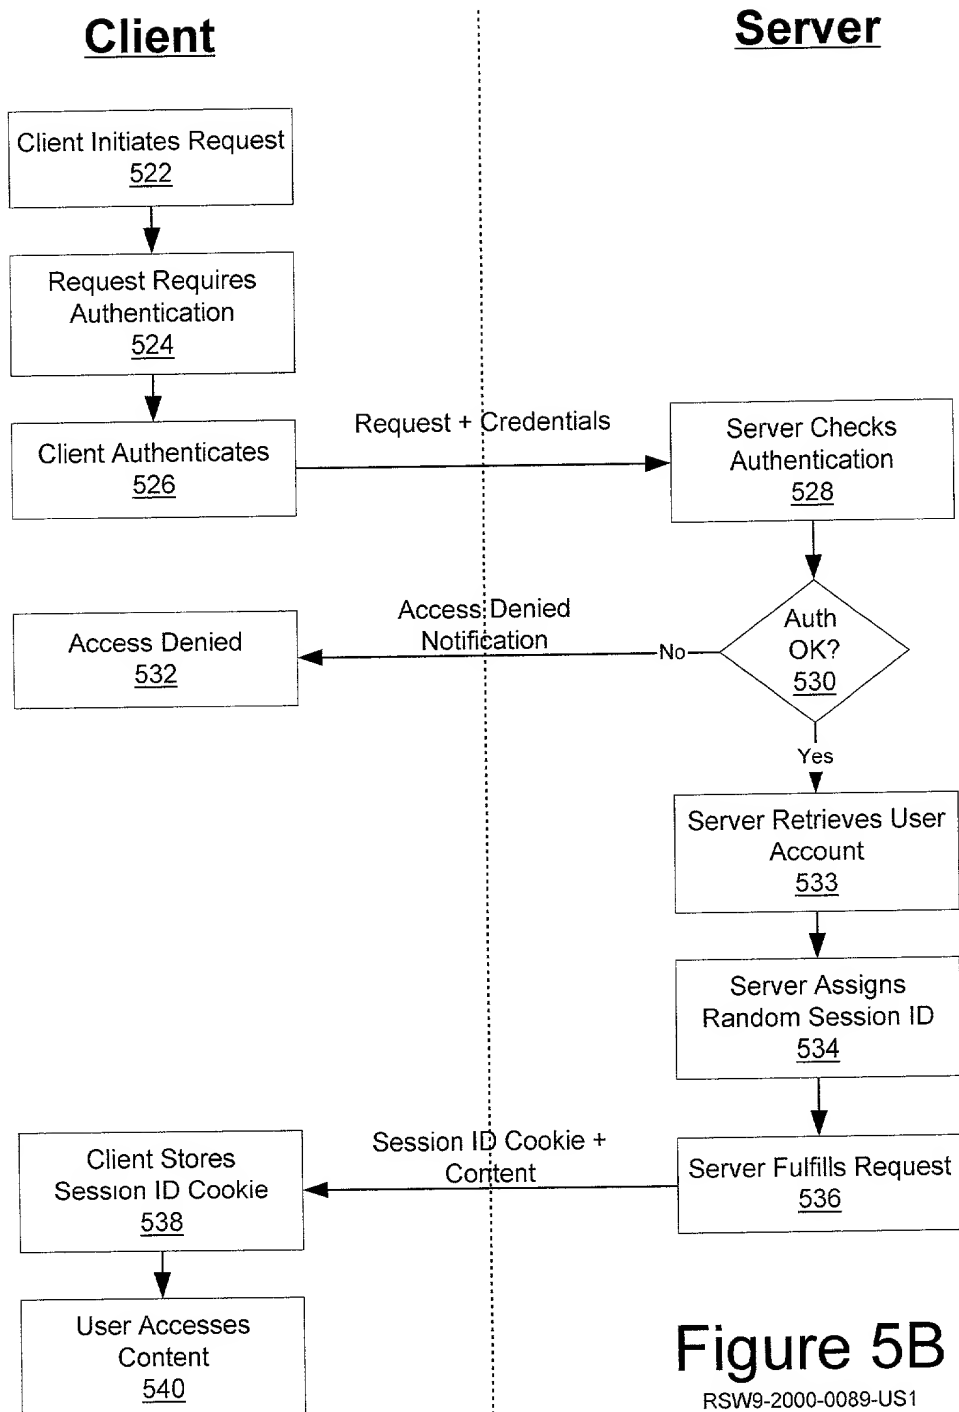 Client
Server
Client Initiates Request
522
Request Requires
Authentication
524
Client Authenticates
526
Request + Credentials
Server Checks
Authentication
528
Access Denied
Notification
Access Denied
532
No
Auth
OK?
530
Yes
Server Retrieves User
Account
533
Server Assigns
Random Session ID
534
Server Fulfills Request
536
Session ID Cookie +
Content
Client Stores
Session ID Cookie
538
User Accesses
Content
540
Figure 5B
RSW9-2000-0089-US1